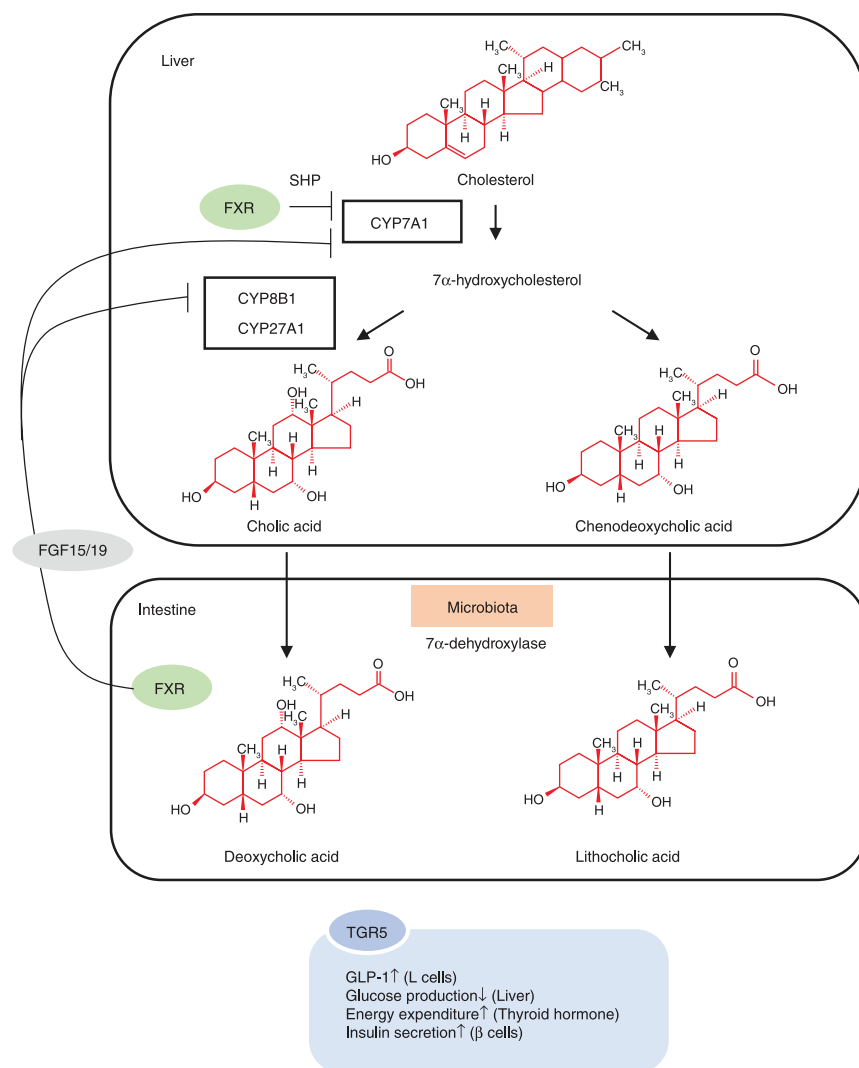 Liver
H₃C
CH₃
CH₃
CH₃
H
CH₃
H
H
H
HO
Cholesterol
SHP
FXR
CYP7A1
7α-hydroxycholesterol
CYP8B1
CYP27A1
H₃C
O
OH
OH
H₃C
H
CH₃
H
H
H
HO
H
OH
Cholic acid
H₃C
O
OH
CH₃
H
CH₃
H
H
H
HO
H
OH
Chenodeoxycholic acid
FGF15/19
Intestine
Microbiota
7α-dehydroxylase
FXR
H₃C
O
OH
OH
H₃C
H
CH₃
H
H
H
HO
H
OH
Deoxycholic acid
H₃C
O
OH
CH₃
H
CH₃
H
H
H
HO
H
OH
Lithocholic acid
TGR5
GLP-1↑ (L cells)
Glucose production↓ (Liver)
Energy expenditure↑ (Thyroid hormone)
Insulin secretion↑ (β cells)